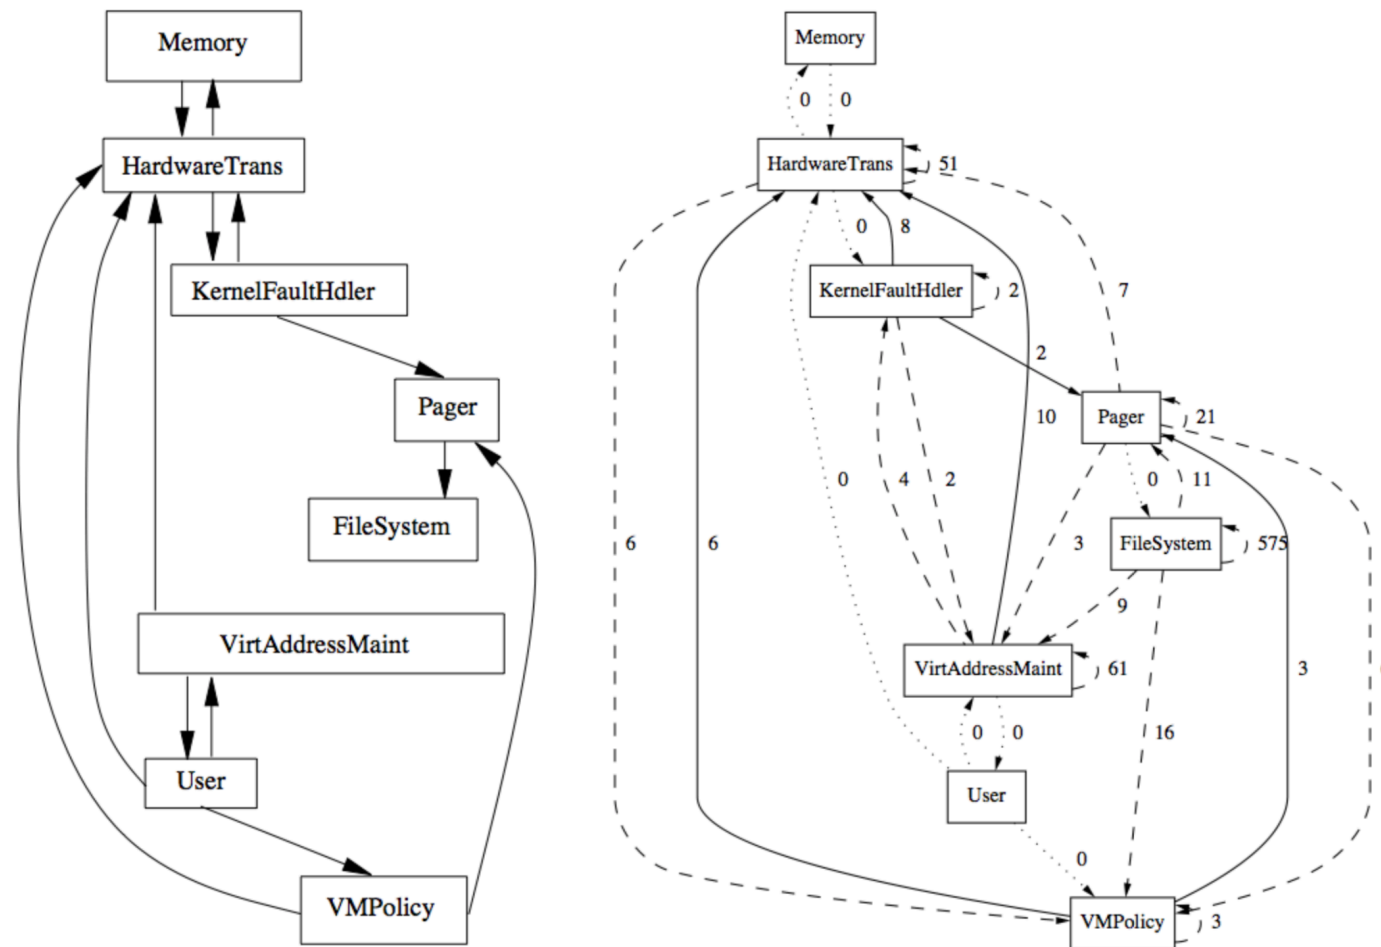 Memory
HardwareTrans
KernelFaultHdler
Pager
FileSystem
VirtAddressMaint
User
VMPolicy
Memory
0
0
HardwareTrans
51
0
8
KernelFaultHdler
2
7
2
Pager
21
10
0
4
2
0
11
6
6
3
FileSystem
575
9
VirtAddressMaint
61
3
0
0
16
User
0
VMPolicy
3